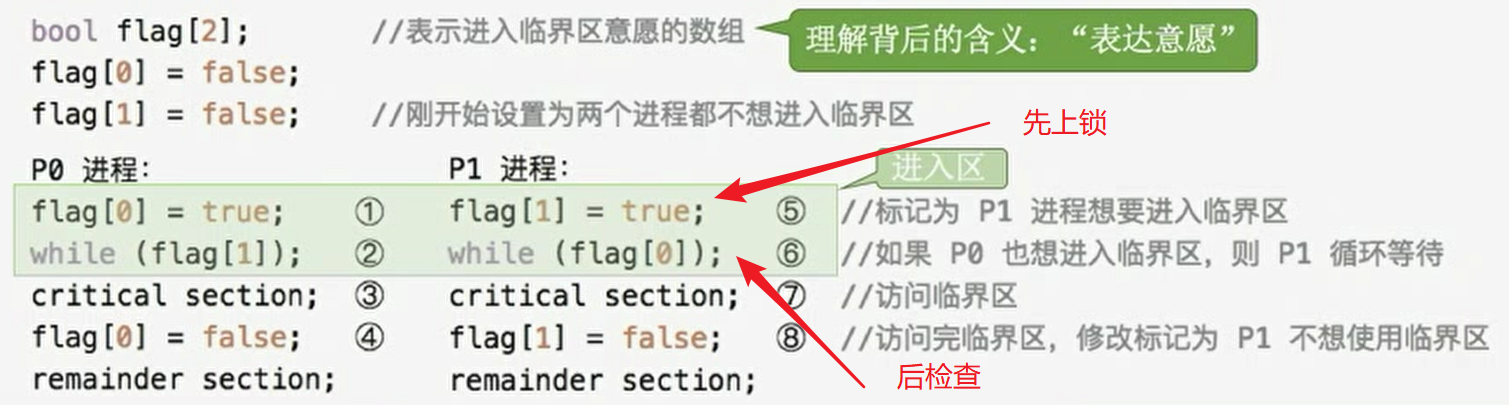 bool flag[2]; //表示进入临界区意愿的数组
理解背后的含义：“表达意愿”
flag[0] = false;
flag[1] = false; //刚开始设置为两个进程都不想进入临界区
先上锁
P0 进程： P1 进程：
进入区
flag[0] = true; ① flag[1] = true; ⑤ //标记为 P1 进程想要进入临界区
while (flag[1]); ② while (flag[0]); ⑥ //如果 P0 也想进入临界区，则 P1 循环等待
critical section; ③ critical section; ⑦ //访问临界区
flag[0] = false; ④ flag[1] = false; ⑧ //访问完临界区，修改标记为 P1 不想使用临界区
remainder section; remainder section;
后检查